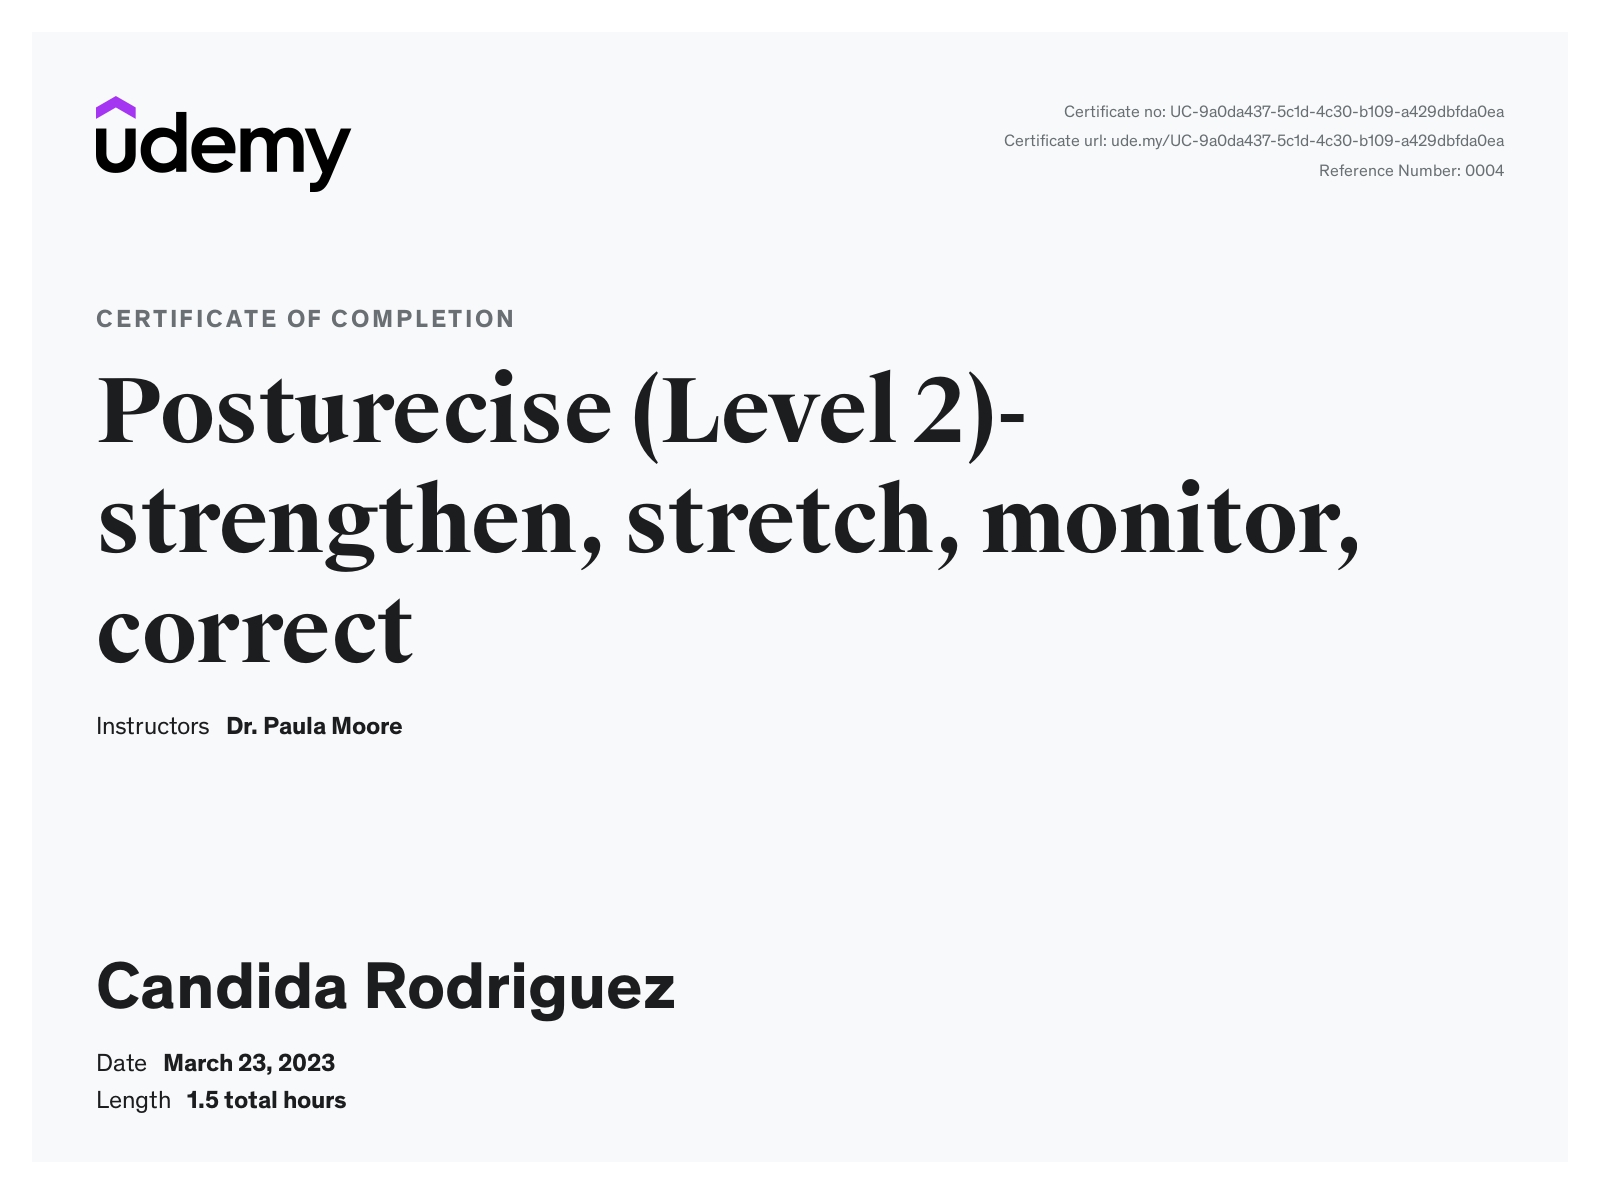 udemy
Certificate no: UC-9a0da437-5c1d-4c30-b109-a429dbfda0ea
Certificate url: ude.my/UC-9a0da437-5c1d-4c30-b109-a429dbfda0ea
Reference Number: 0004
CERTIFICATE OF COMPLETION
Posturecise (Level 2)-
strengthen, stretch, monitor,
correct
Instructors Dr. Paula Moore
Candida Rodriguez
Date March 23, 2023
Length 1.5 total hours